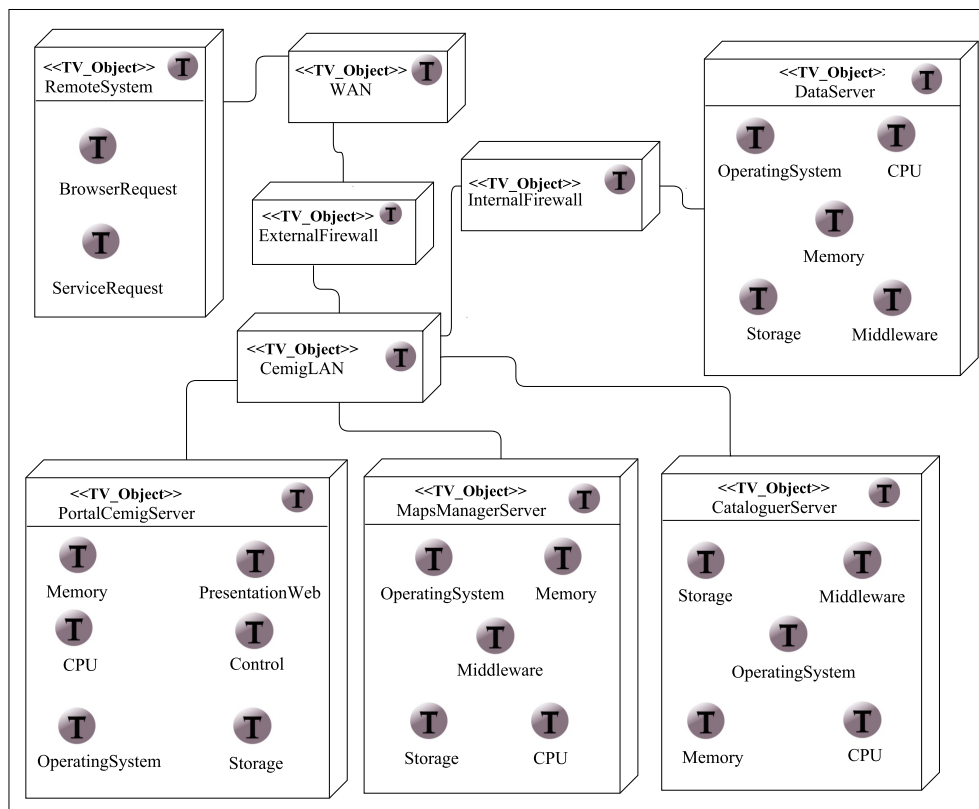 <<TV_Object>>
T
RemoteSystem
T
BrowserRequest
T
ServiceRequest
<<TV_Object>>
T
WAN
<<TV_Object>>
T
ExternalFirewall
<<TV_Object>>
T
InternalFirewall
<<TV_Object>>
T
DataServer
T
T
OperatingSystem
CPU
T
Memory
T
T
Storage
Middleware
<<TV_Object>>
T
CemigLAN
<<TV_Object>>
T
PortalCemigServer
T
T
Memory
PresentationWeb
T
T
CPU
Control
T
T
OperatingSystem
Storage
<<TV_Object>>
T
MapsManagerServer
T
T
OperatingSystem
Memory
T
Middleware
T
T
Storage
CPU
<<TV_Object>>
T
CataloguerServer
T
T
Storage
Middleware
T
OperatingSystem
T
T
Memory
CPU